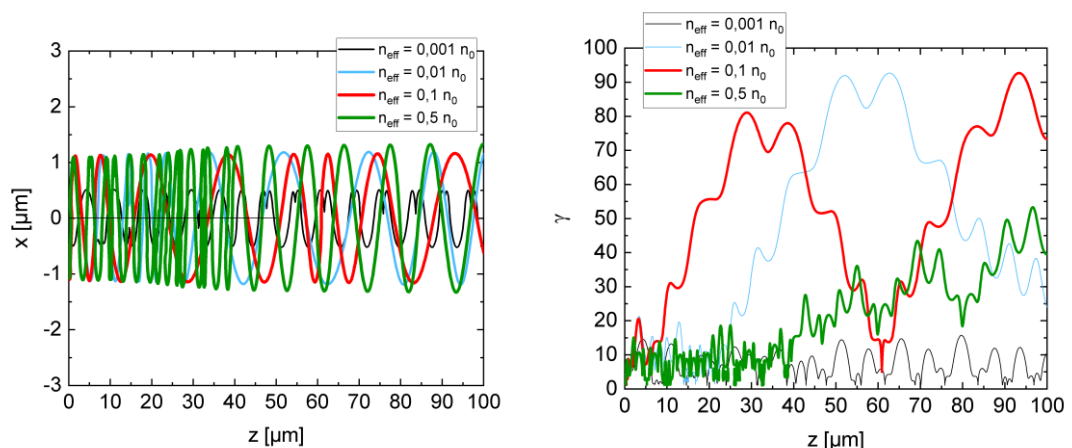 n_eff = 0,001 n_0
n_eff = 0,01 n_0
n_eff = 0,1 n_0
n_eff = 0,5 n_0
3
2
1
0
-1
-2
-3
x [µm]
0 10 20 30 40 50 60 70 80 90 100
z [µm]
n_eff = 0,001 n_0
n_eff = 0,01 n_0
n_eff = 0,1 n_0
n_eff = 0,5 n_0
100
90
80
70
60
50
40
30
20
10
0
γ
0 10 20 30 40 50 60 70 80 90 100
z [µm]